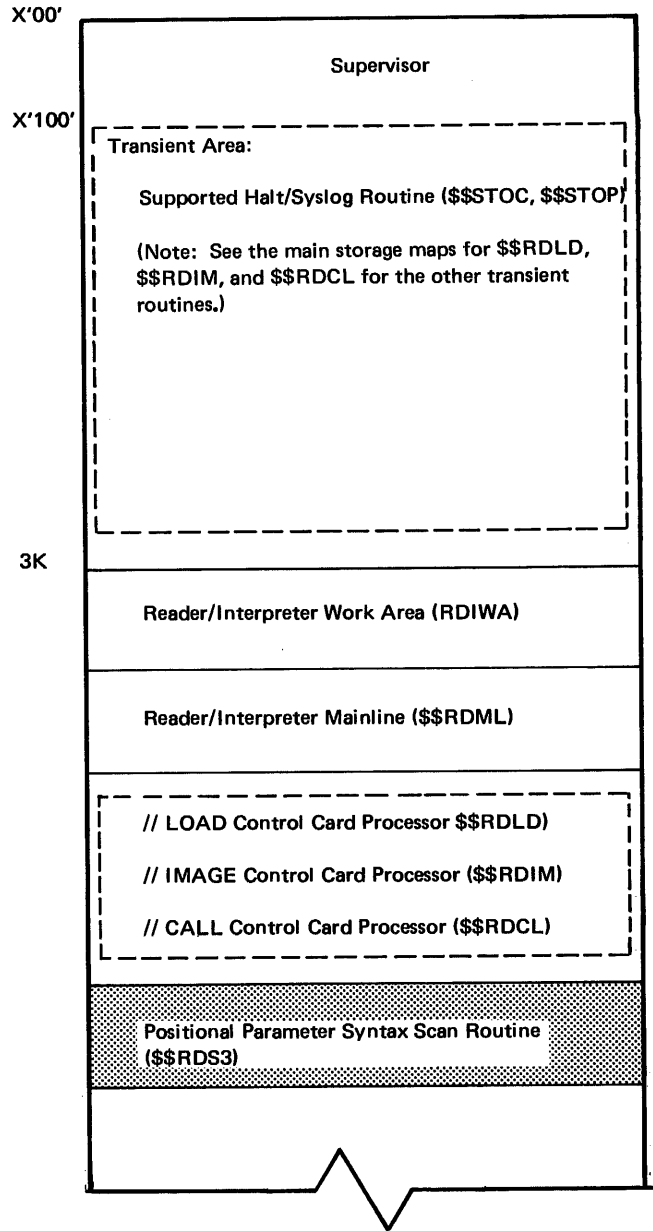 X'00'
Supervisor
X'100'
Transient Area:
Supported Halt/Syslog Routine ($$STOC, $$STOP)
(Note: See the main storage maps for $$RDLD,
$$RDIM, and $$RDCL for the other transient
routines.)
3K
Reader/Interpreter Work Area (RDIWA)
Reader/Interpreter Mainline ($$RDML)
// LOAD Control Card Processor $$RDLD)
// IMAGE Control Card Processor ($$RDIM)
// CALL Control Card Processor ($$RDCL)
Positional Parameter Syntax Scan Routine
($$RDS3)